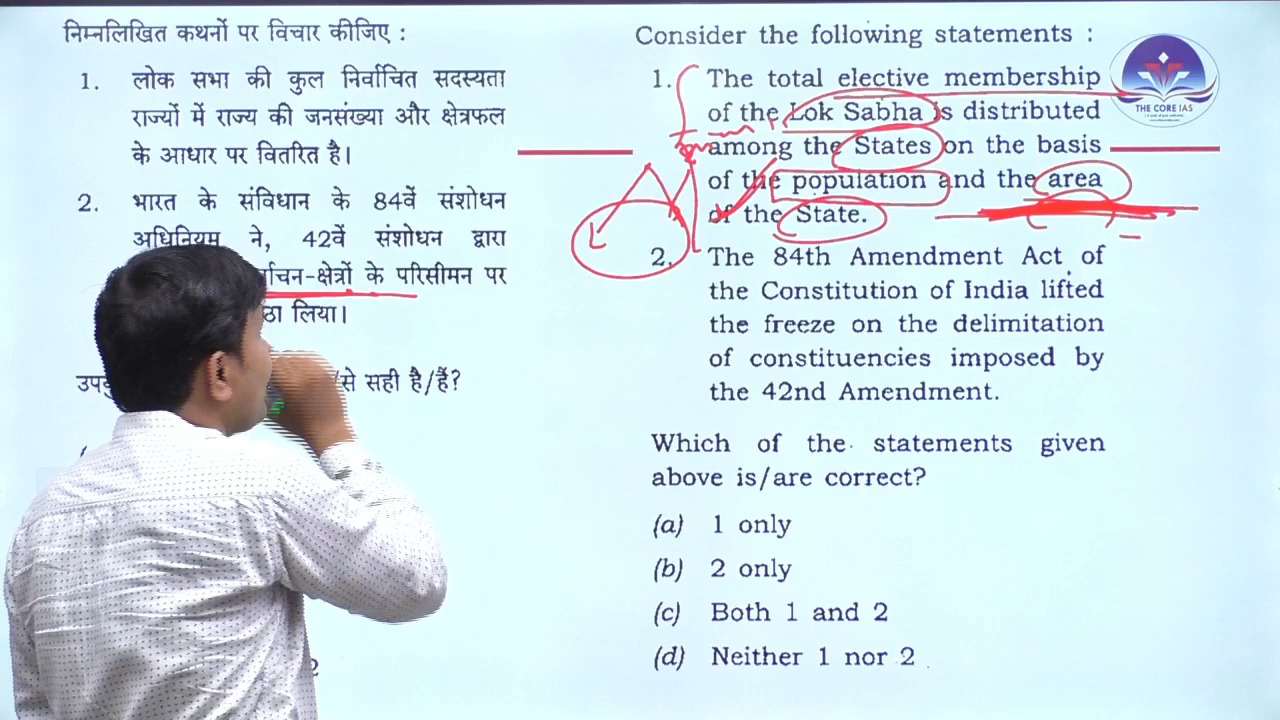 निम्नलिखित कथनों पर विचार कीजिए :
1. लोक सभा की कुल निर्वाचित सदस्यता
राज्यों में राज्य की जनसंख्या और क्षेत्रफल
के आधार पर वितरित है।
2. भारत के संविधान के 84वें संशोधन
अधिनियम ने, 42वें संशोधन द्वारा
के परिसीमन पर
लिया।
सही है/हैं?
2
Consider the following statements :
1. The total elective membership
of the Lok Sabha is distributed
among the States on the basis
of the population and the area
of the State.
2. The 84th Amendment Act of
the Constitution of India lifted
the freeze on the delimitation
of constituencies imposed by
the 42nd Amendment.
Which of the statements given
above is/are correct?
(a) 1 only
(b) 2 only
(c) Both 1 and 2
(d) Neither 1 nor 2
THE CORE IAS